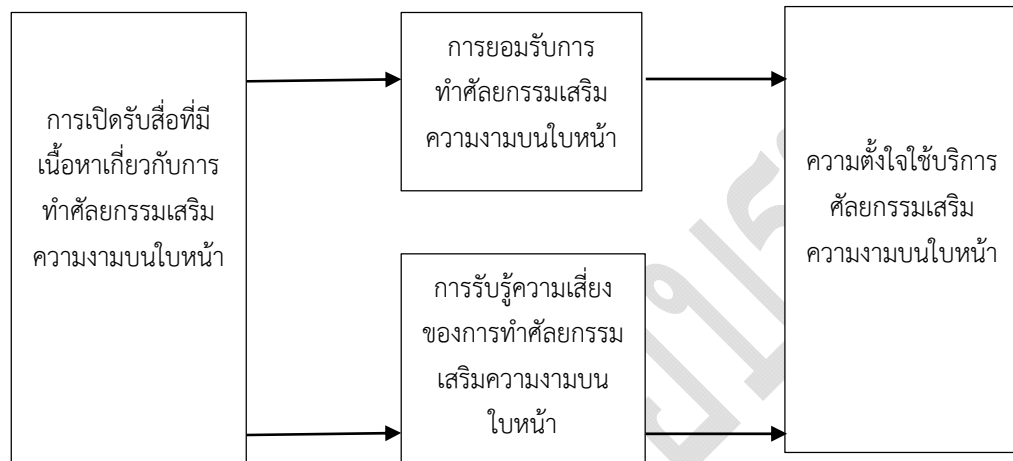 การเปิดรับสื่อที่มี
เนื้อหาเกี่ยวกับการ
ทำศัลยกรรมเสริม
ความงามบนใบหน้า
การยอมรับการ
ทำศัลยกรรมเสริม
ความงามบนใบหน้า
การรับรู้ความเสี่ยง
ของการทำศัลยกรรม
เสริมความงามบน
ใบหน้า
ความตั้งใจใช้บริการ
ศัลยกรรมเสริม
ความงามบนใบหน้า